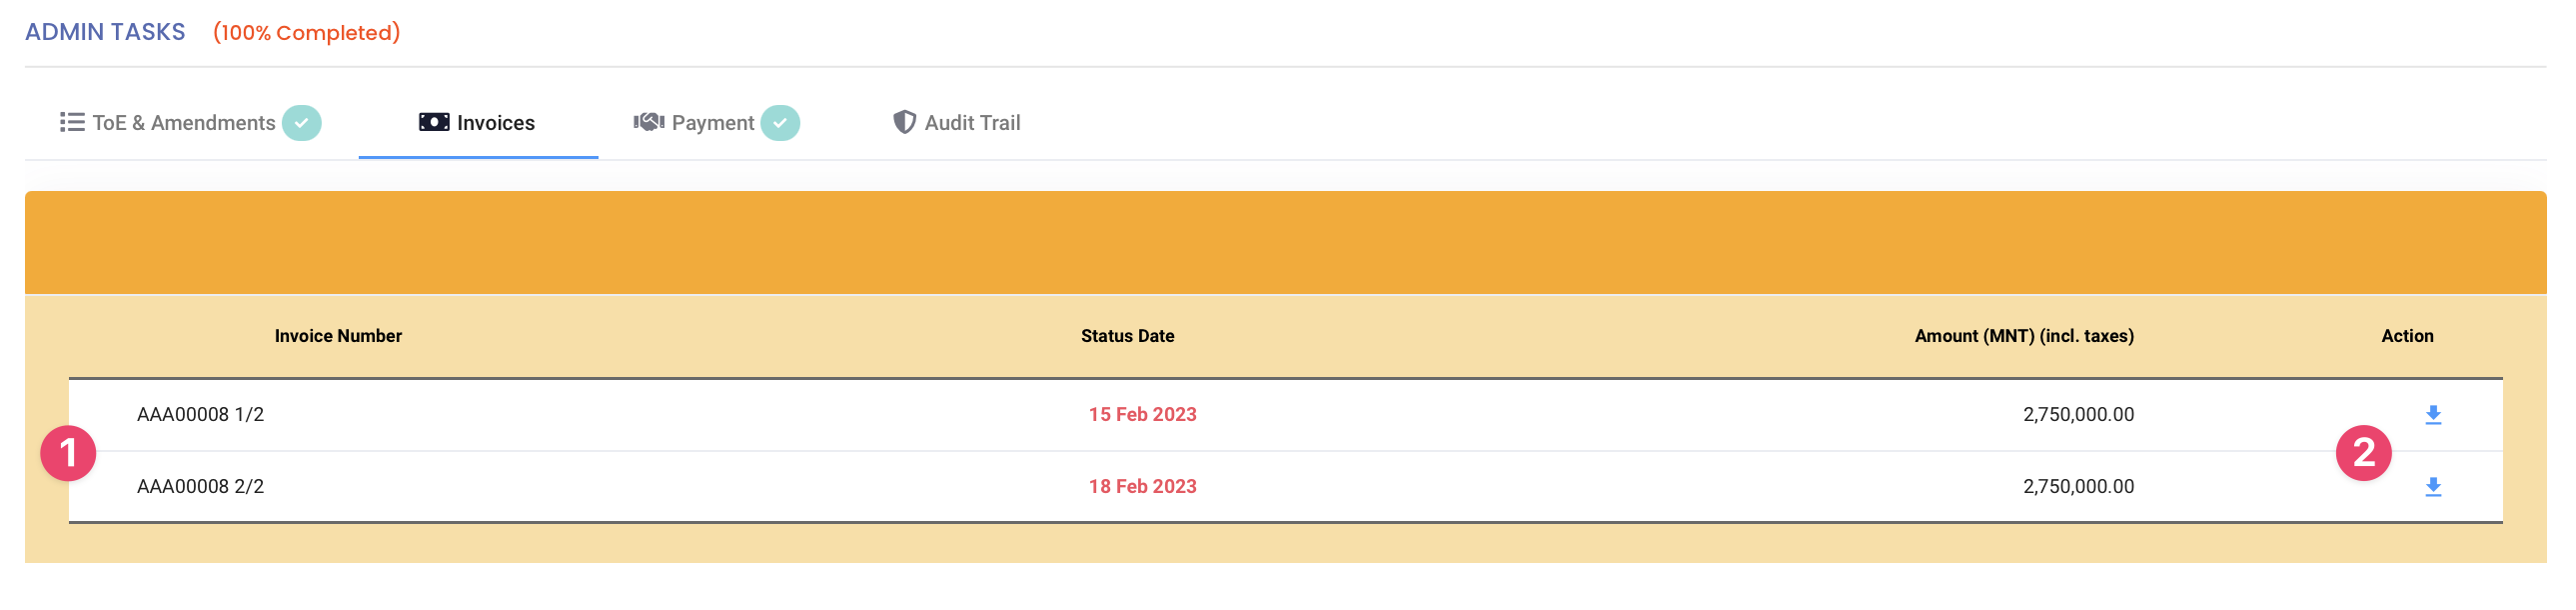 ADMIN TASKS (100% Completed)
ToE & Amendments Invoices Payment Audit Trail
Invoice Number Status Date Amount (MNT) (incl. taxes) Action
AAA00008 1/2 15 Feb 2023 2,750,000.00
1 2
AAA00008 2/2 18 Feb 2023 2,750,000.00